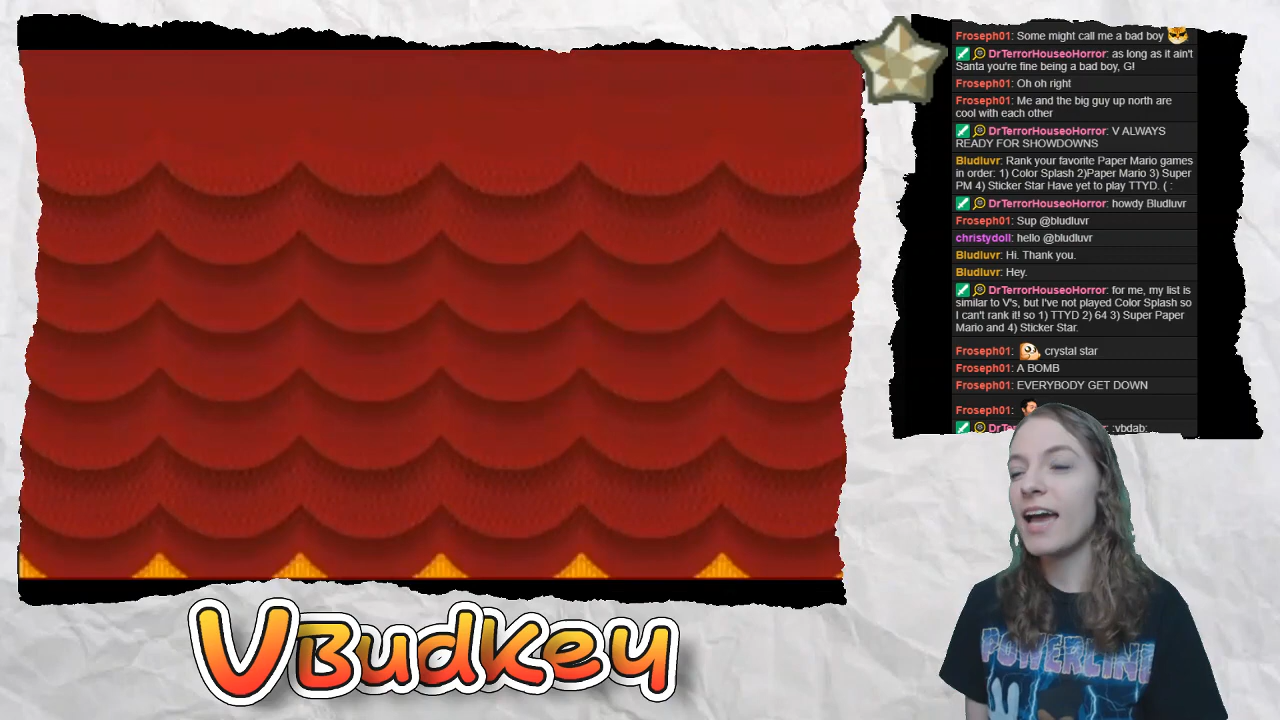 Froseph01: Some might call me a bad boy
DrTerrorHouseoHorror: as long as it ain't
Santa you're fine being a bad boy, G!
Froseph01: Oh oh right
Froseph01: Me and the big guy up north are
cool with each other
DrTerrorHouseoHorror: V ALWAYS
READY FOR SHOWDOWNS
Bludluvr: Rank your favorite Paper Mario games
in order: 1) Color Splash 2)Paper Mario 3) Super
PM 4) Sticker Star Have yet to play TTYD. ( :
DrTerrorHouseoHorror: howdy Bludluvr
Froseph01: Sup @bludluvr
christydoll: hello @bludluvr
Bludluvr: Hi. Thank you.
Bludluvr: Hey.
DrTerrorHouseoHorror: for me, my list is
similar to V's, but I've not played Color Splash so
I can't rank it! so 1) TTYD 2) 64 3) Super Paper
Mario and 4) Sticker Star.
Froseph01: crystal star
Froseph01: A BOMB
Froseph01: EVERYBODY GET DOWN
Froseph01:
:vbdab:
VBudkey
POWERLINE